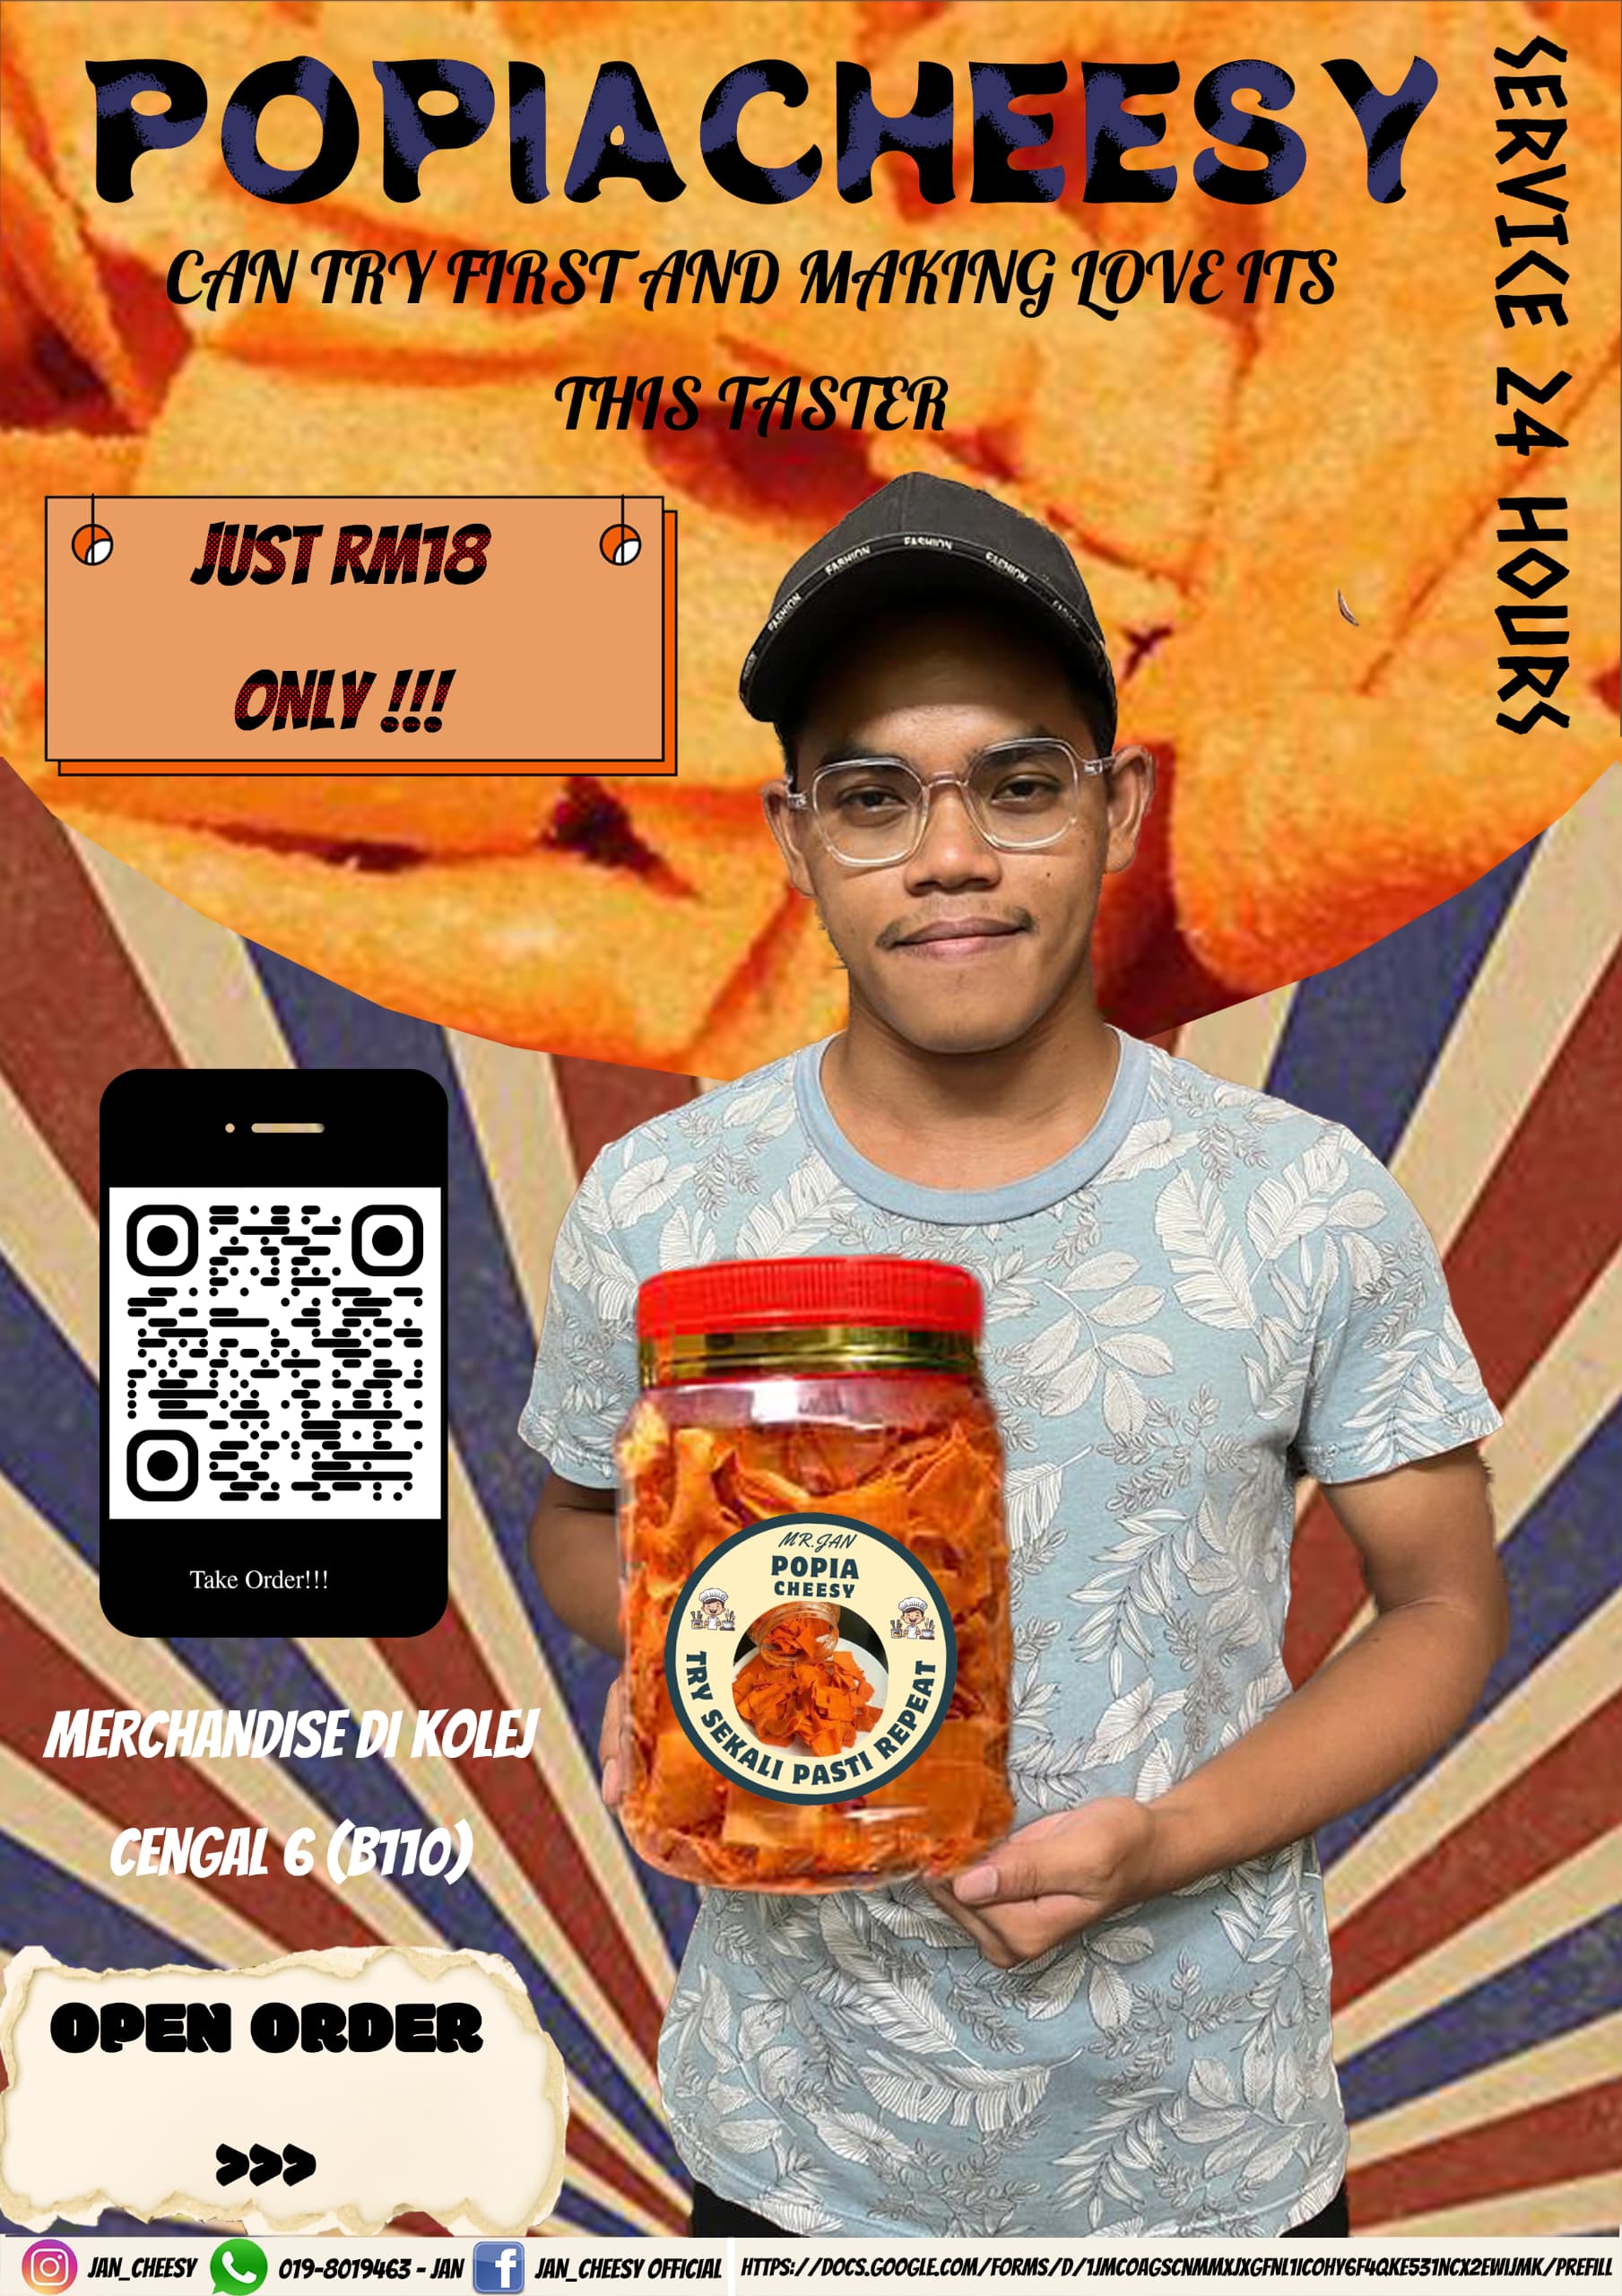 POPIACHEESY
SERVICE 24 HOURS
CAN TRY FIRST AND MAKING LOVE ITS
THIS TASTER
JUST RM18
ONLY !!!
FASHION FASHION FASHION FASHION
Take Order!!!
MR.JAN
POPIA
CHEESY
TRY SEKALI PASTI REPEAT
MERCHANDISE DI KOLEJ
CENGAL 6 (B110)
OPEN ORDER
>>>
JAN_CHEESY 019-8019463 - JAN JAN_CHEESY OFFICIAL HTTPS://DOCS.GOOGLE.COM/FORMS/D/1JMCOAGSCNMMXJXGFNL1ICOHY6F4QKE531NCX2EWIJMK/PREFILL